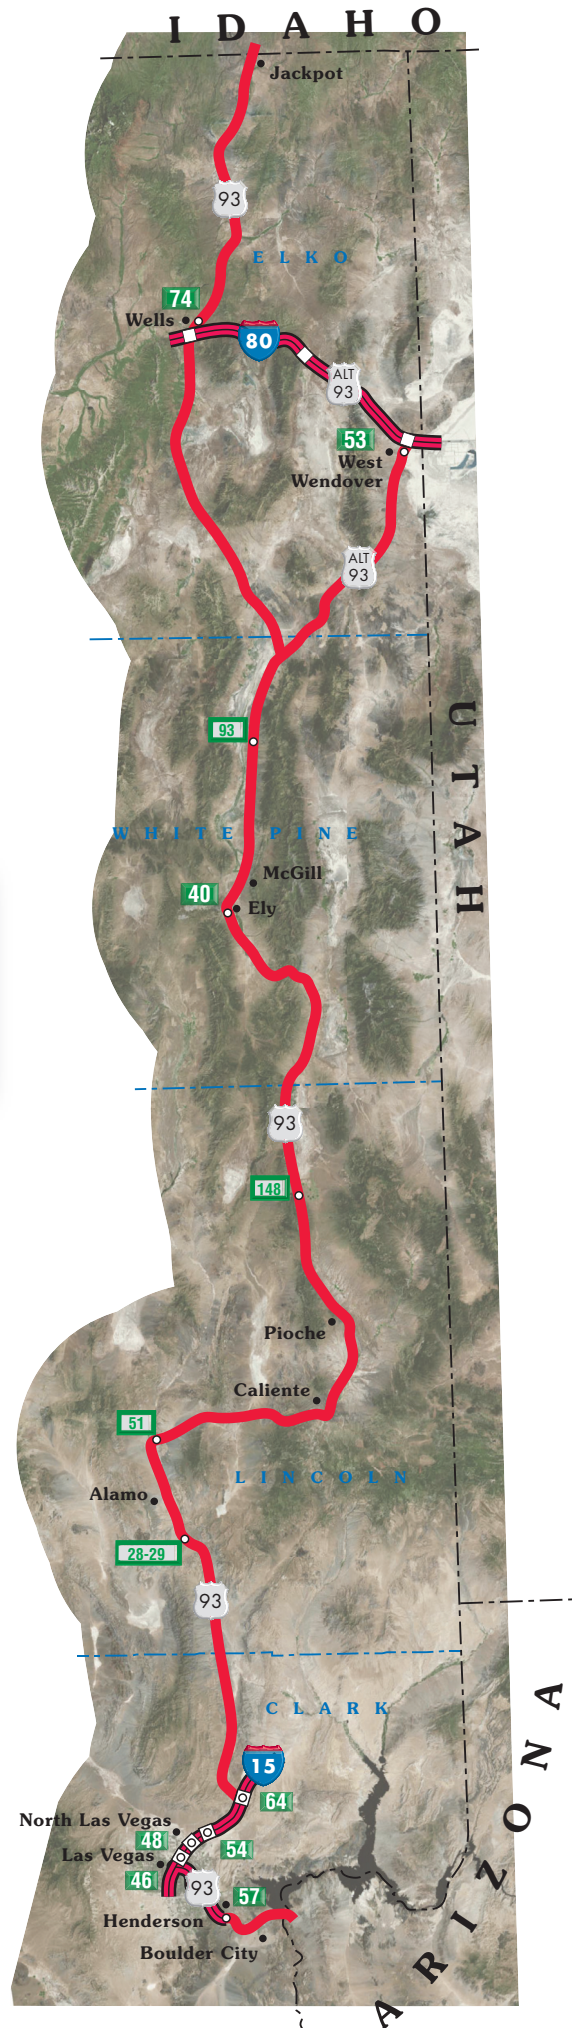 IDAHO
Jackpot
93
ELKO
74
Wells
80
ALT
93
53
West
Wendover
ALT
93
UTAH
93
WHITE PINE
McGill
40
Ely
93
148
Pioche
Caliente
51
LINCOLN
Alamo
28-29
93
CLARK
ARIZONA
15
64
North Las Vegas
48
54
Las Vegas
46
93
57
Henderson
Boulder City